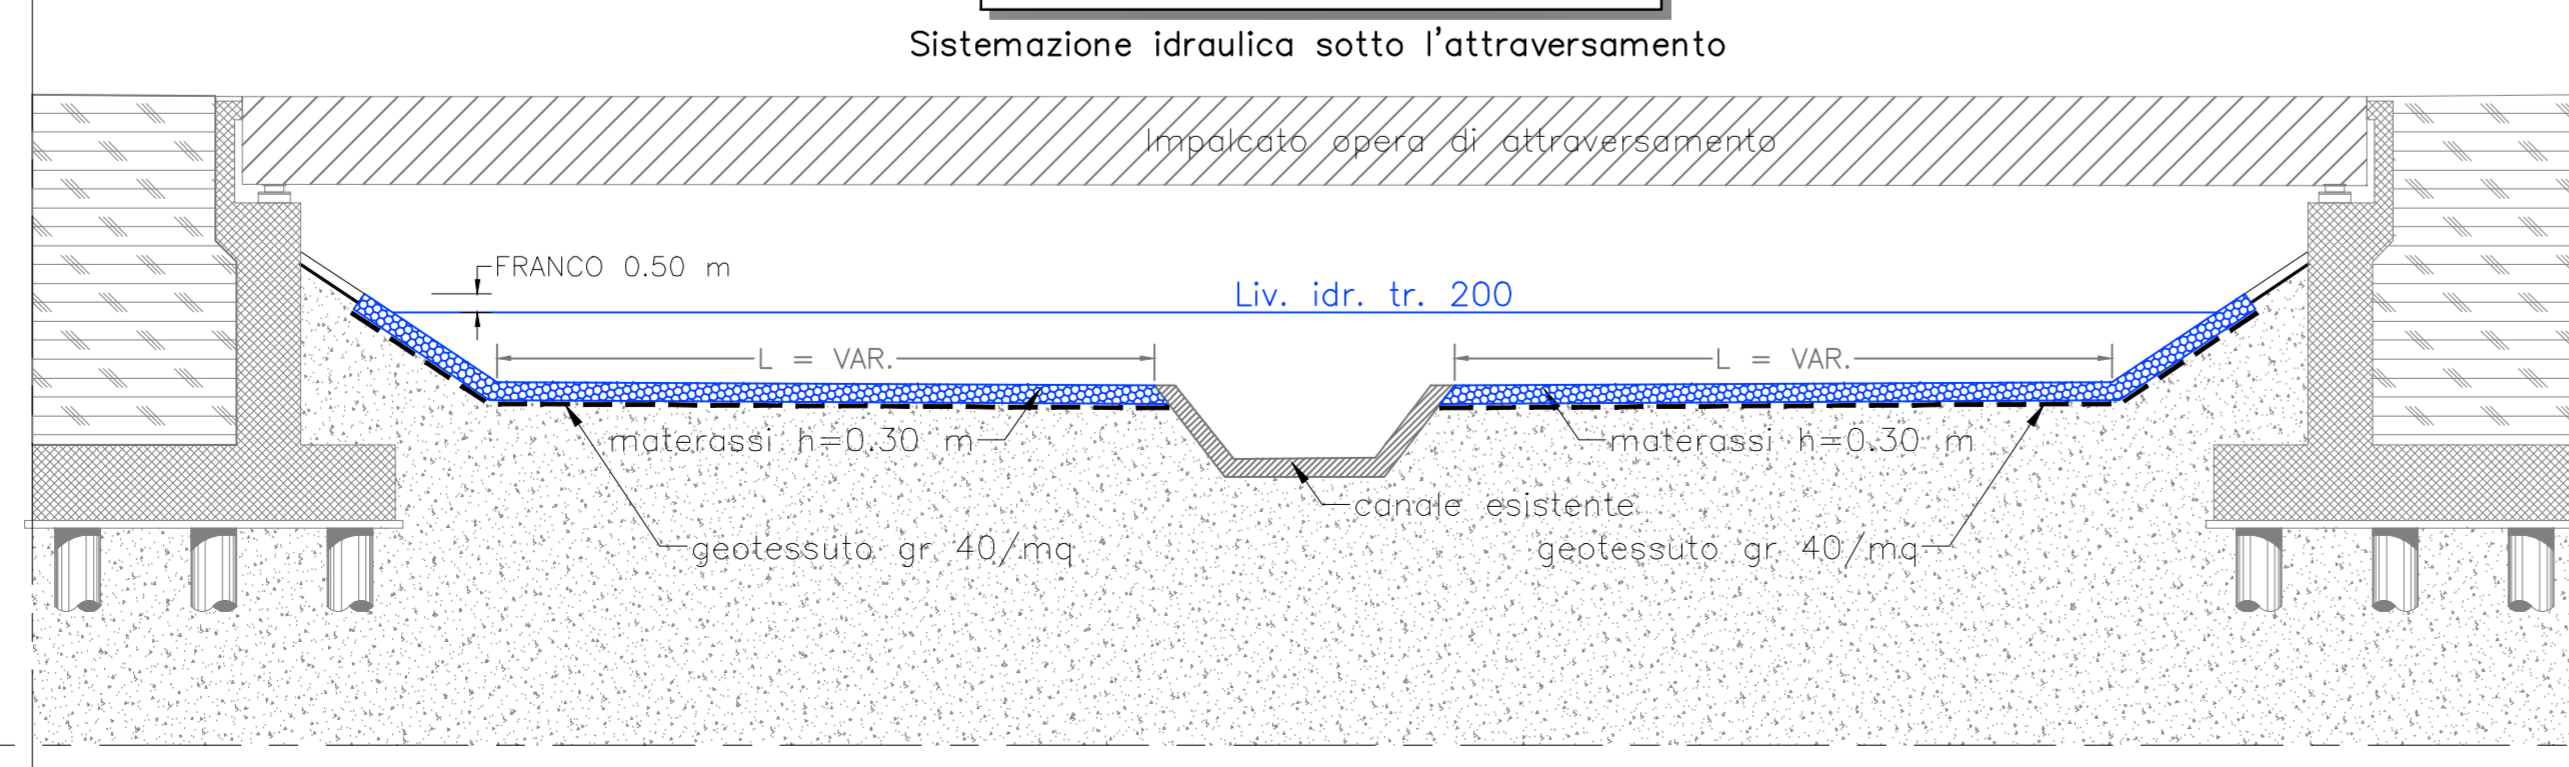 Sistemazione idraulica sotto l'attraversamento
Impalcato opera di attraversamento
FRANCO 0.50 m
Liv. idr. tr. 200
L = VAR.
L = VAR.
materassi h=0.30 m
materassi h=0.30 m
canale esistente
geotessuto gr 40/mq
geotessuto gr 40/mq